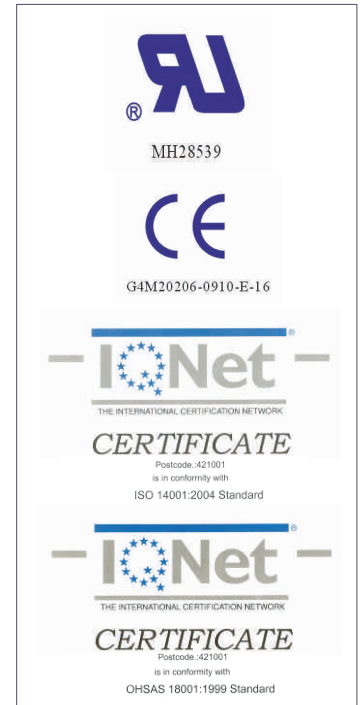 RU
®
MH28539
CE
G4M20206-0910-E-16
®
IQNet
THE INTERNATIONAL CERTIFICATION NETWORK
CERTIFICATE
Postcode.:421001
is in conformity with
ISO 14001:2004 Standard
®
IQNet
THE INTERNATIONAL CERTIFICATION NETWORK
CERTIFICATE
Postcode.:421001
is in conformity with
OHSAS 18001:1999 Standard